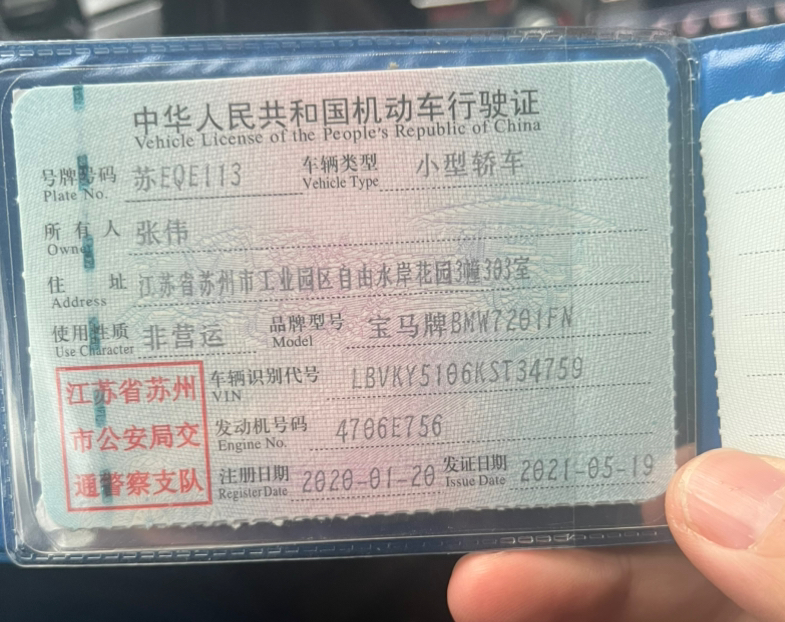 中华人民共和国机动车行驶证
Vehicle License of the People's Republic of China
号牌号码 苏EQE113 车辆类型 小型轿车
Plate No. Vehicle Type
所有人 张伟
Owner
住址 江苏省苏州市工业园区自由水岸花园3幢303室
Address
使用性质 非营运 品牌型号 宝马牌BMW7201FN
Use Character Model
江苏省苏州 车辆识别代号 LBVKY5106KST34759
VIN
市公安局交 发动机号码 4706E756
Engine No.
通警察支队 注册日期 2020-01-20 发证日期 2021-05-19
Register Date Issue Date